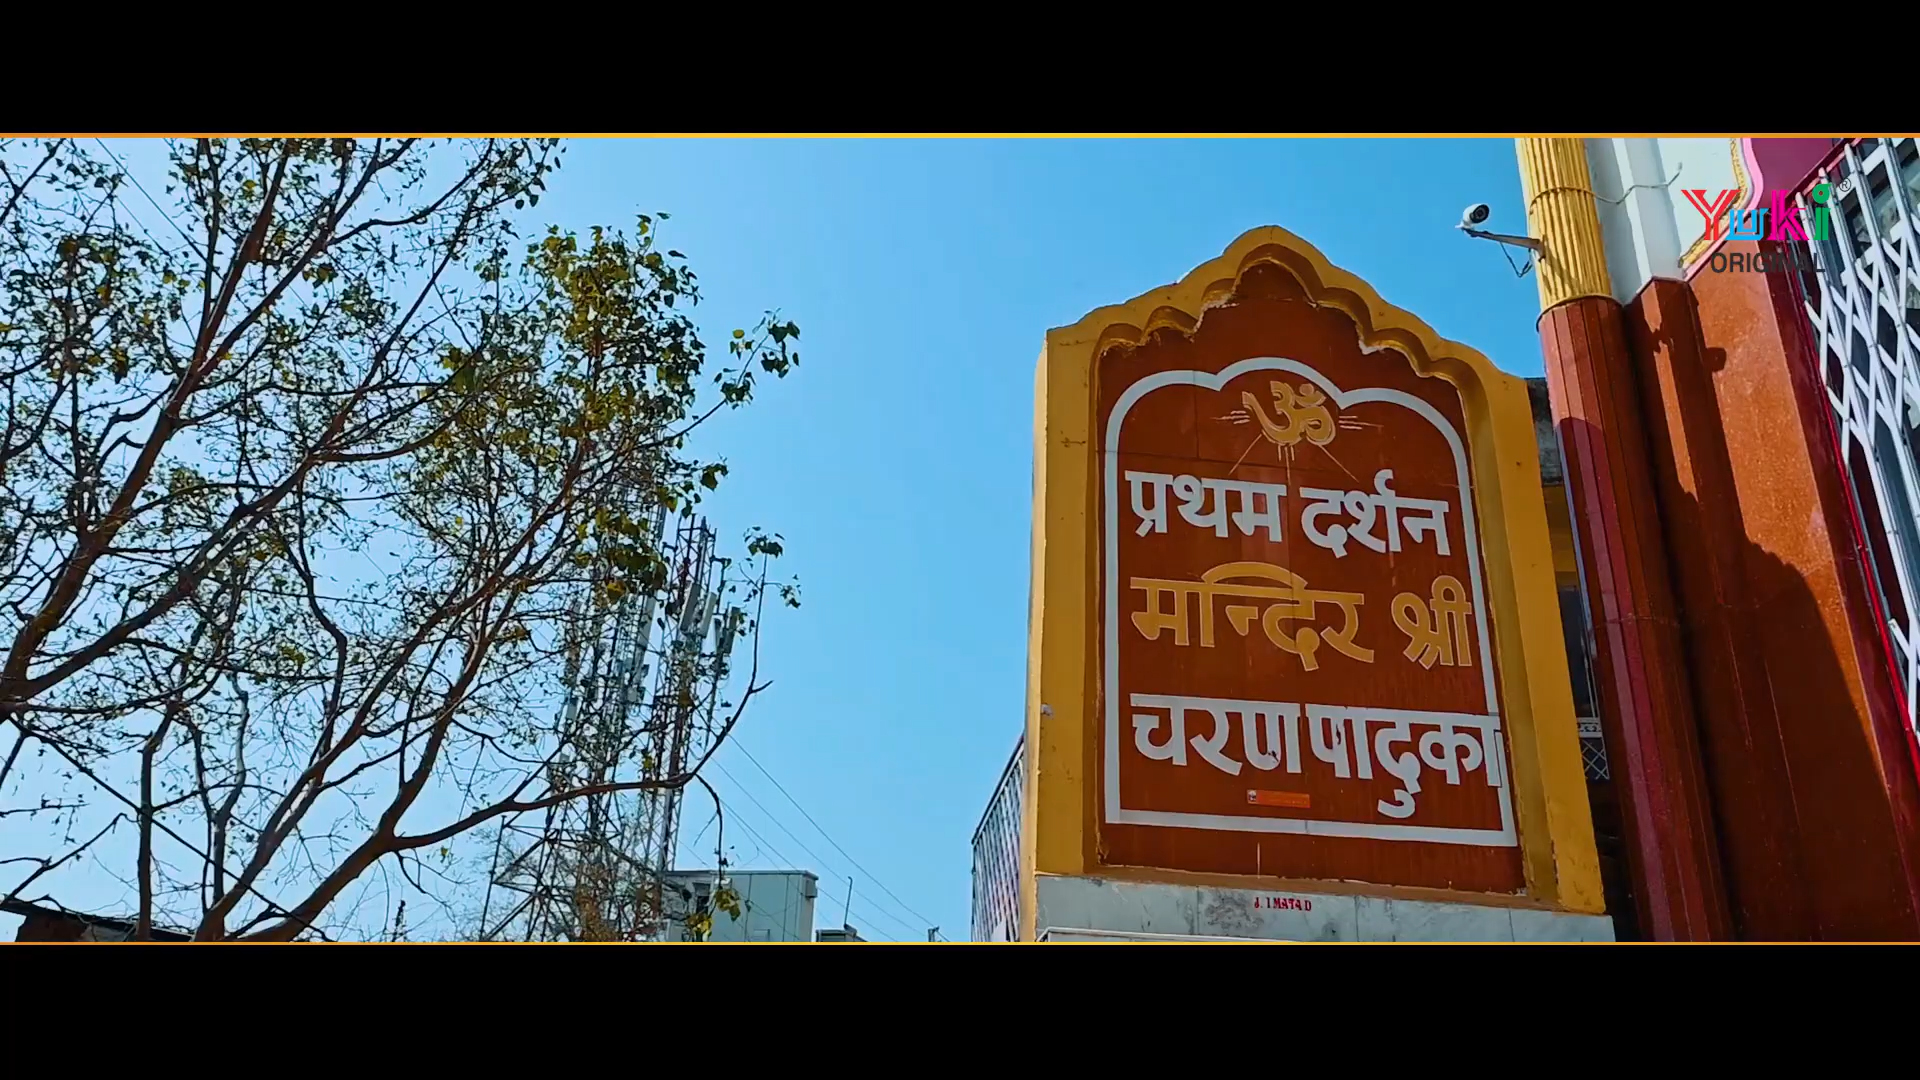 Yuki®
ORIGINAL
ॐ
प्रथम दर्शन
मन्दिर श्री
चरणपादुका